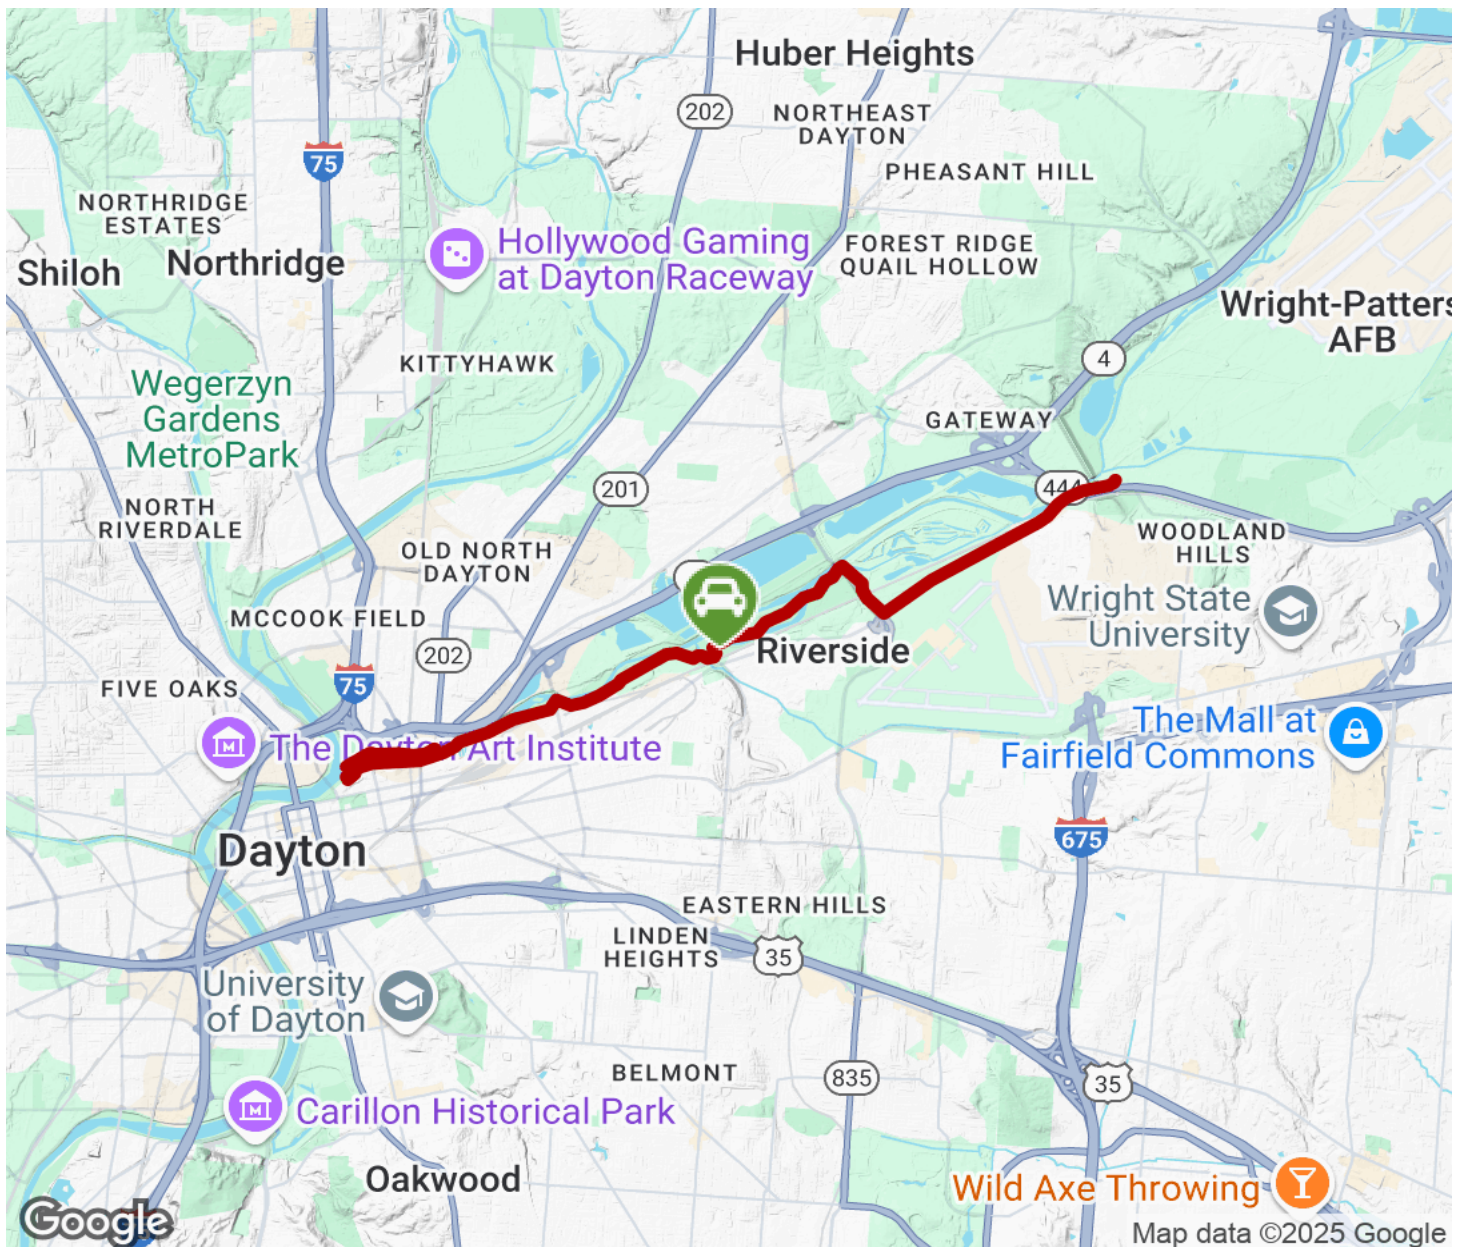 Huber Heights
202
NORTHEAST
DAYTON
75
PHEASANT HILL
NORTHRIDGE
ESTATES
Hollywood Gaming
at Dayton Raceway
FOREST RIDGE
QUAIL HOLLOW
Shiloh
Northridge
Wright-Patters
AFB
KITTYHAWK
4
Wegerzyn
Gardens
MetroPark
GATEWAY
201
444
NORTH
RIVERDALE
WOODLAND
HILLS
OLD NORTH
DAYTON
Wright State
University
MCCOOK FIELD
202
Riverside
75
FIVE OAKS
The Dayton Art Institute
The Mall at
Fairfield Commons
Dayton
675
EASTERN HILLS
LINDEN
HEIGHTS
35
University
of Dayton
BELMONT
835
35
Carillon Historical Park
Oakwood
Wild Axe Throwing
Google
Map data ©2025 Google